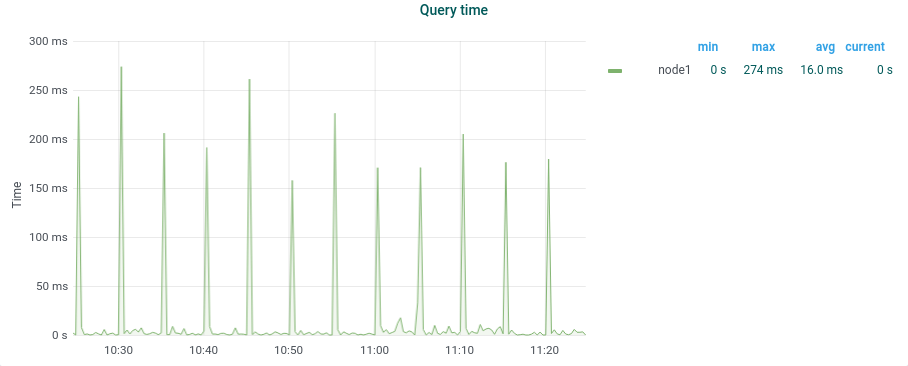 Query time
min max avg current
node1 0 s 274 ms 16.0 ms 0 s
Time
300 ms
250 ms
200 ms
150 ms
100 ms
50 ms
0 s
10:30 10:40 10:50 11:00 11:10 11:20